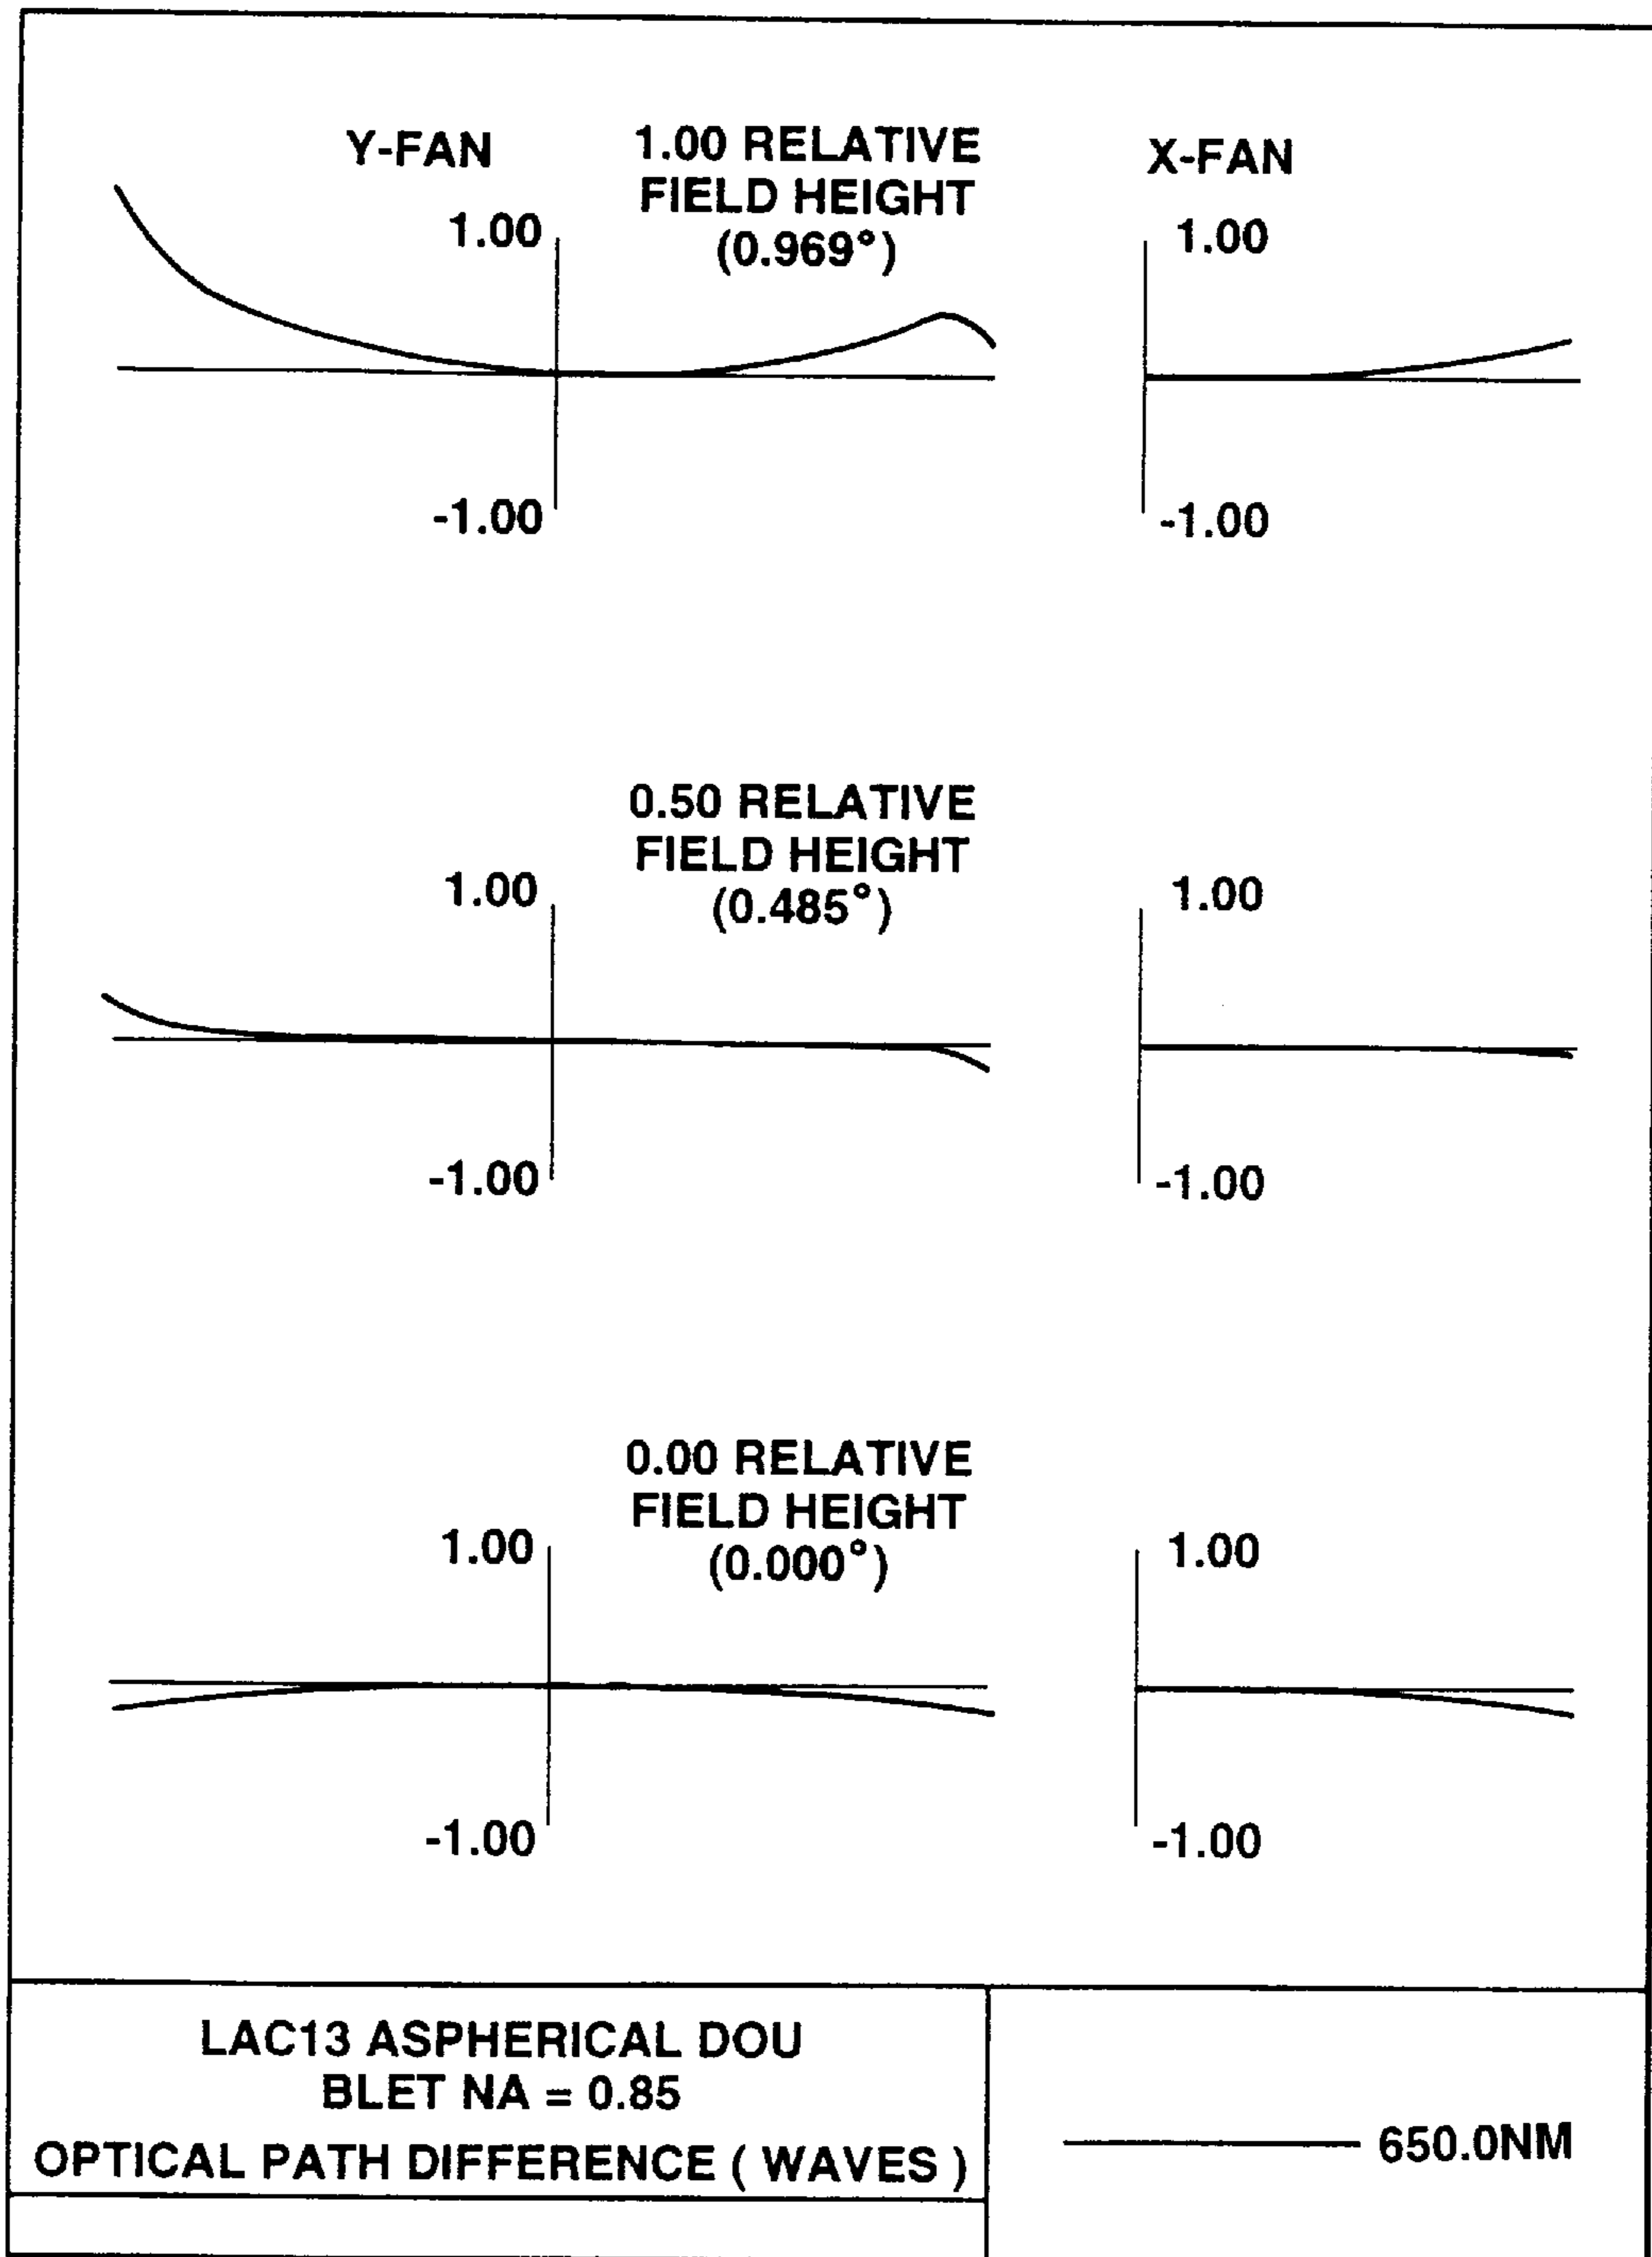 Y-FAN
1.00 RELATIVE
FIELD HEIGHT
(0.969°)
X-FAN
1.00
-1.00
1.00
-1.00
0.50 RELATIVE
FIELD HEIGHT
(0.485°)
1.00
-1.00
1.00
-1.00
0.00 RELATIVE
FIELD HEIGHT
(0.000°)
1.00
-1.00
1.00
-1.00
LAC13 ASPHERICAL DOU
BLET NA = 0.85
OPTICAL PATH DIFFERENCE ( WAVES )
650.0NM